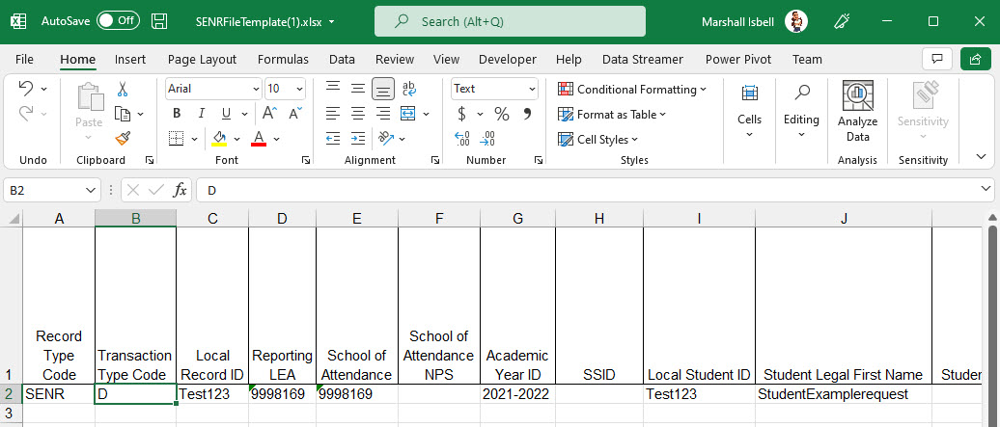 AutoSave Off SENRFileTemplate(1).xlsx Search (Alt+Q) Marshall Isbell
File Home Insert Page Layout Formulas Data Review View Developer Help Data Streamer Power Pivot Team
Arial 10 ab Text Conditional Formatting
Paste B I U A A $ % 9 Format as Table Cells Editing Analyze Data Sensitivity
A Cell Styles
Undo Clipboard Font Alignment Number Styles Analysis Sensitivity
B2 fx D
A B C D E F G H I J
1 Record Type Code Transaction Type Code Local Record ID Reporting LEA School of Attendance School of Attendance NPS Academic Year ID SSID Local Student ID Student Legal First Name Studen
2 SENR D Test123 9998169 9998169 2021-2022 Test123 StudentExamplerequest
3